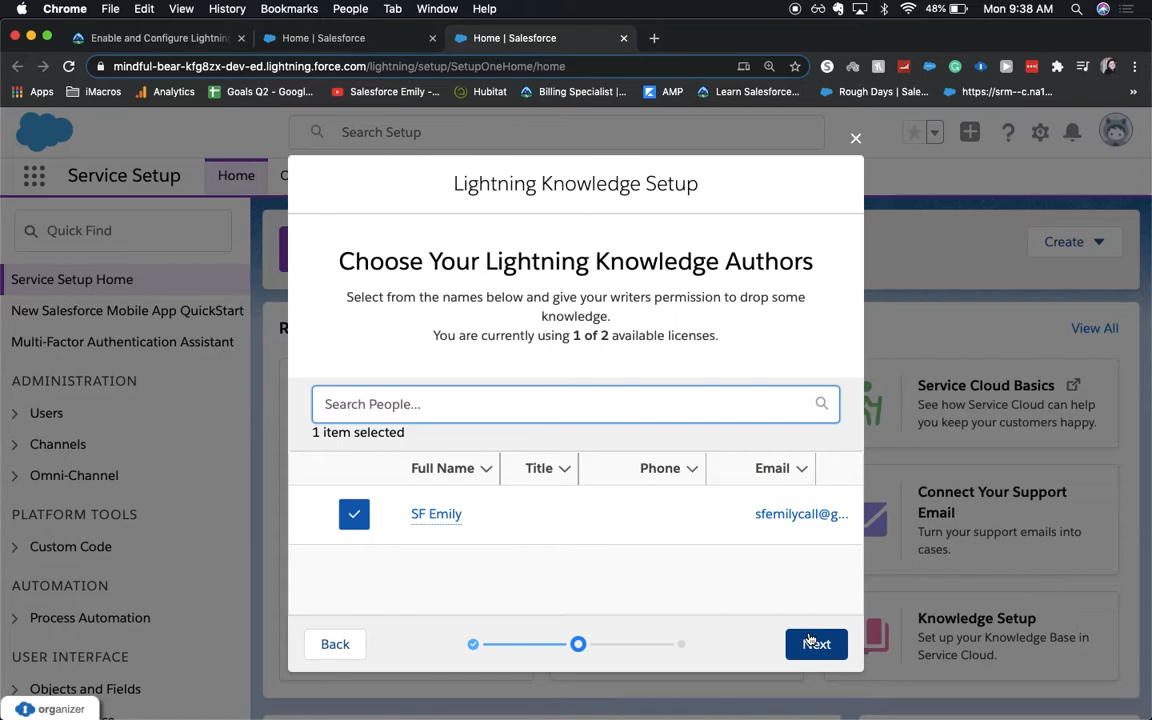 Chrome File Edit View History Bookmarks People Tab Window Help 48% Mon 9:38 AM
Enable and Configure Lightnin Home | Salesforce Home | Salesforce
mindful-bear-kfg8zx-dev-ed.lightning.force.com/lightning/setup/SetupOneHome/home
Apps iMacros Analytics Goals Q2 - Googl... Salesforce Emily -... Hubitat Billing Specialist |... AMP Learn Salesforce... Rough Days | Sale... https://srm--c.na1... »
Search Setup
Service Setup Home C
Lightning Knowledge Setup
Quick Find
Service Setup Home
New Salesforce Mobile App QuickStart
Multi-Factor Authentication Assistant
ADMINISTRATION
Users
Channels
Omni-Channel
PLATFORM TOOLS
Custom Code
AUTOMATION
Process Automation
USER INTERFACE
Objects and Fields
organizer
Choose Your Lightning Knowledge Authors
Select from the names below and give your writers permission to drop some
knowledge.
You are currently using 1 of 2 available licenses.
Search People...
1 item selected
Full Name Title Phone Email
SF Emily sfemilycall@g...
Back Next
Create
R View All
Service Cloud Basics
See how Service Cloud can help
you keep your customers happy.
Connect Your Support
Email
Turn your support emails into
cases.
Knowledge Setup
Set up your Knowledge Base in
Service Cloud.